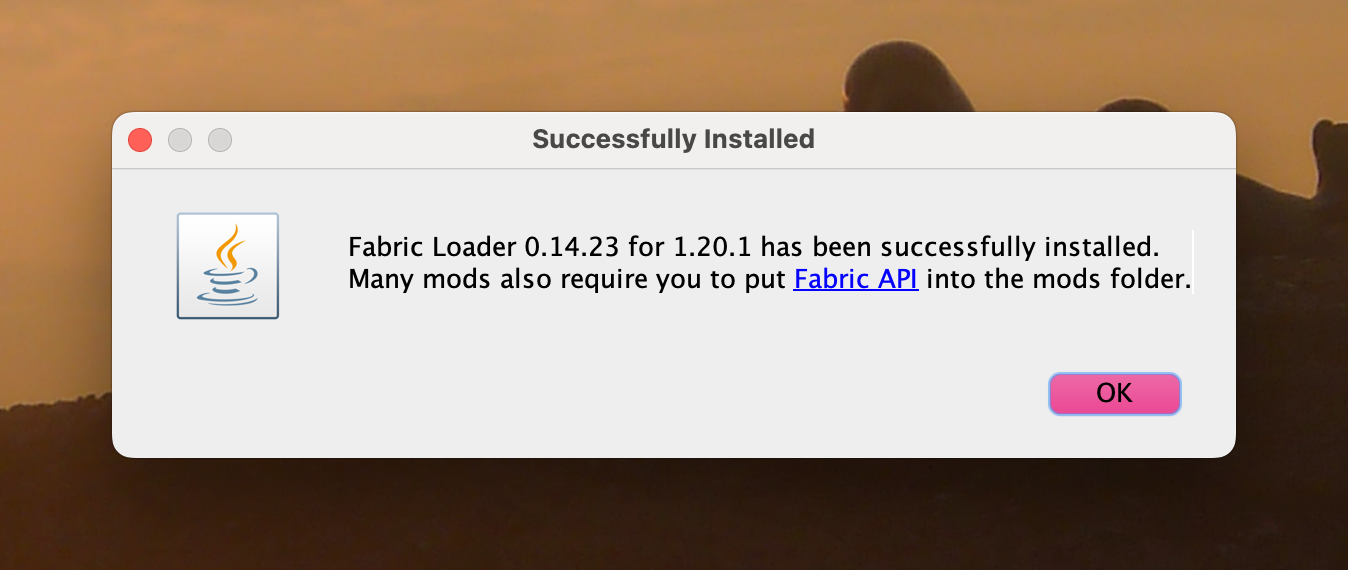 Successfully Installed
Fabric Loader 0.14.23 for 1.20.1 has been successfully installed.
Many mods also require you to put Fabric API into the mods folder.
OK